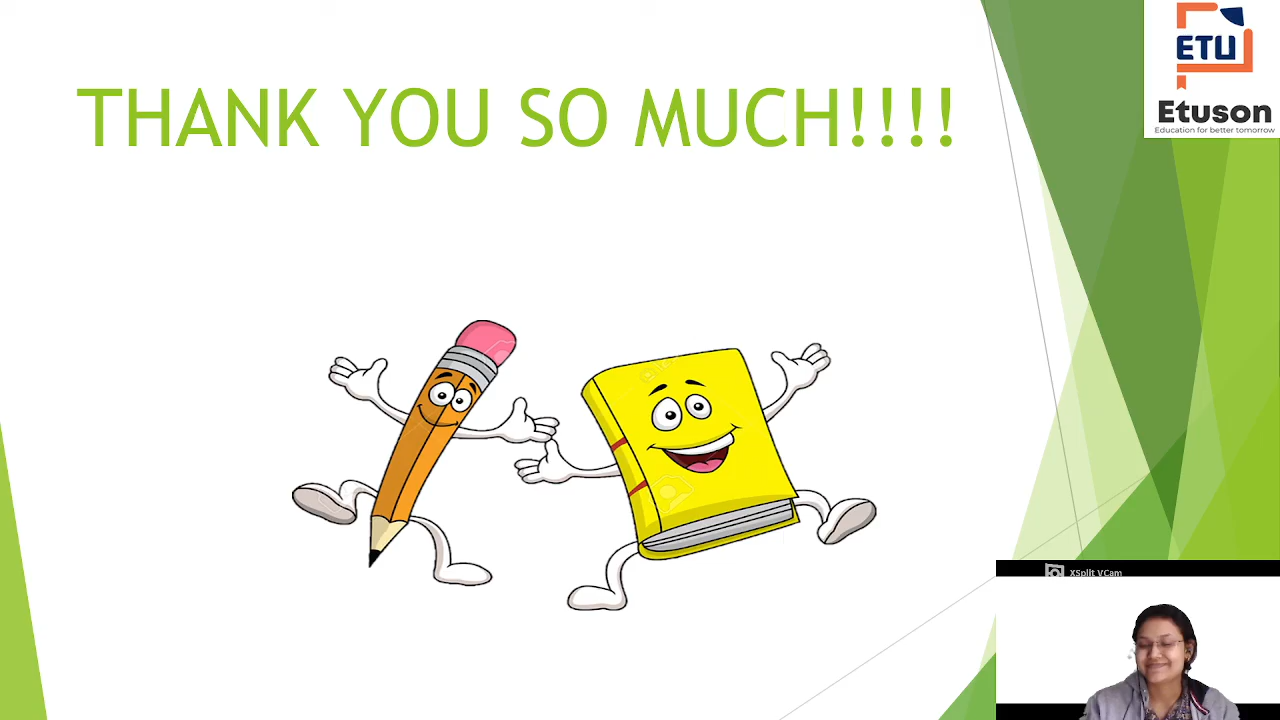 THANK YOU SO MUCH!!!!
ETU
Etuson
Education for better tomorrow
XSplit VCam